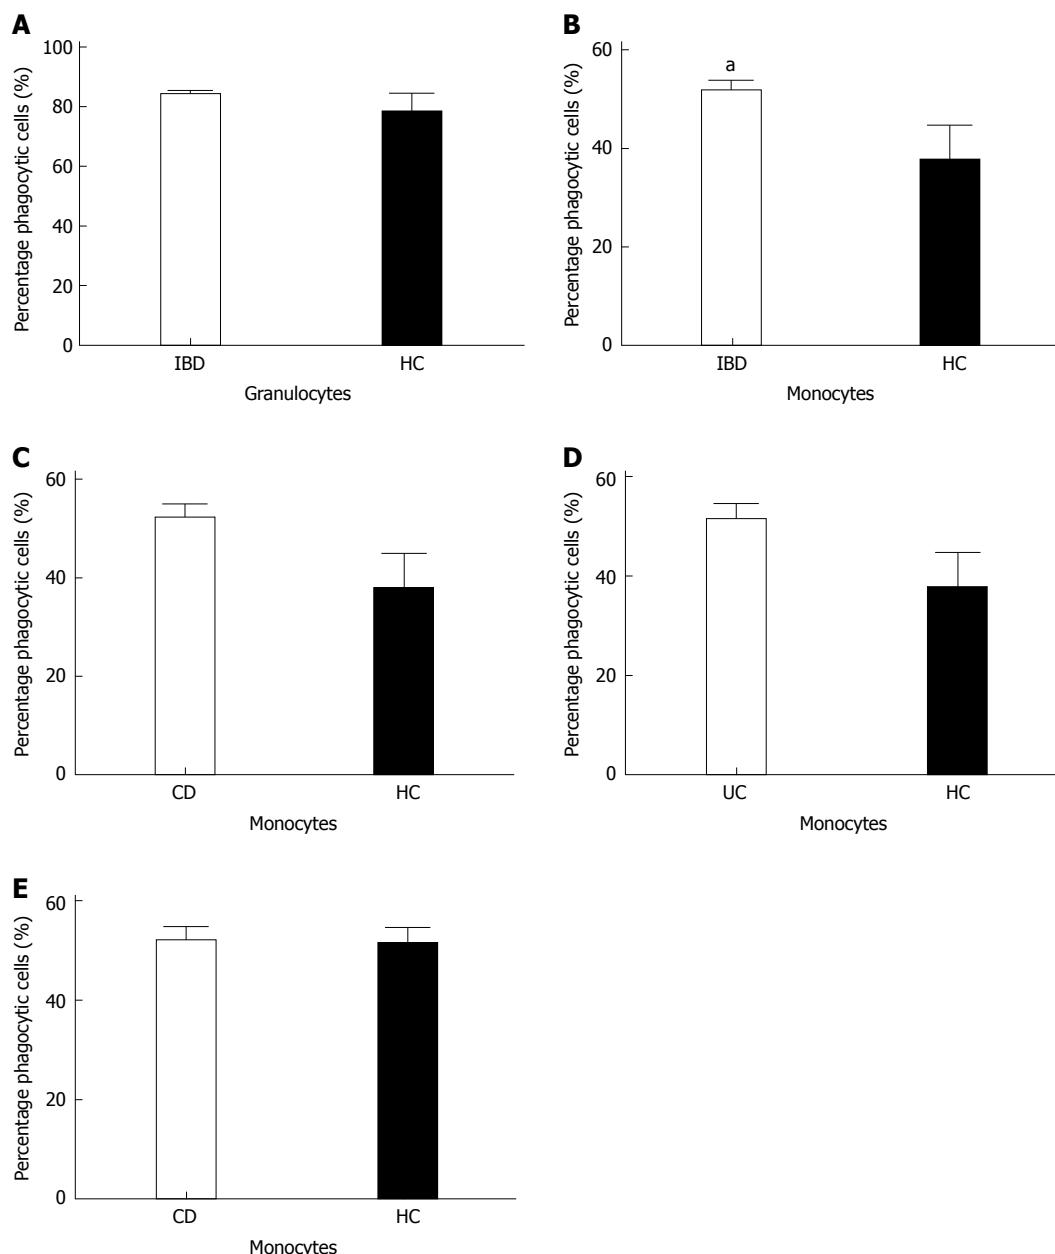 A
Percentage phagocytic cells (%)
100
80
60
40
20
0
IBD
HC
Granulocytes
B
Percentage phagocytic cells (%)
60
40
20
0
a
IBD
HC
Monocytes
C
Percentage phagocytic cells (%)
60
40
20
0
CD
HC
Monocytes
D
Percentage phagocytic cells (%)
60
40
20
0
UC
HC
Monocytes
E
Percentage phagocytic cells (%)
60
40
20
0
CD
HC
Monocytes